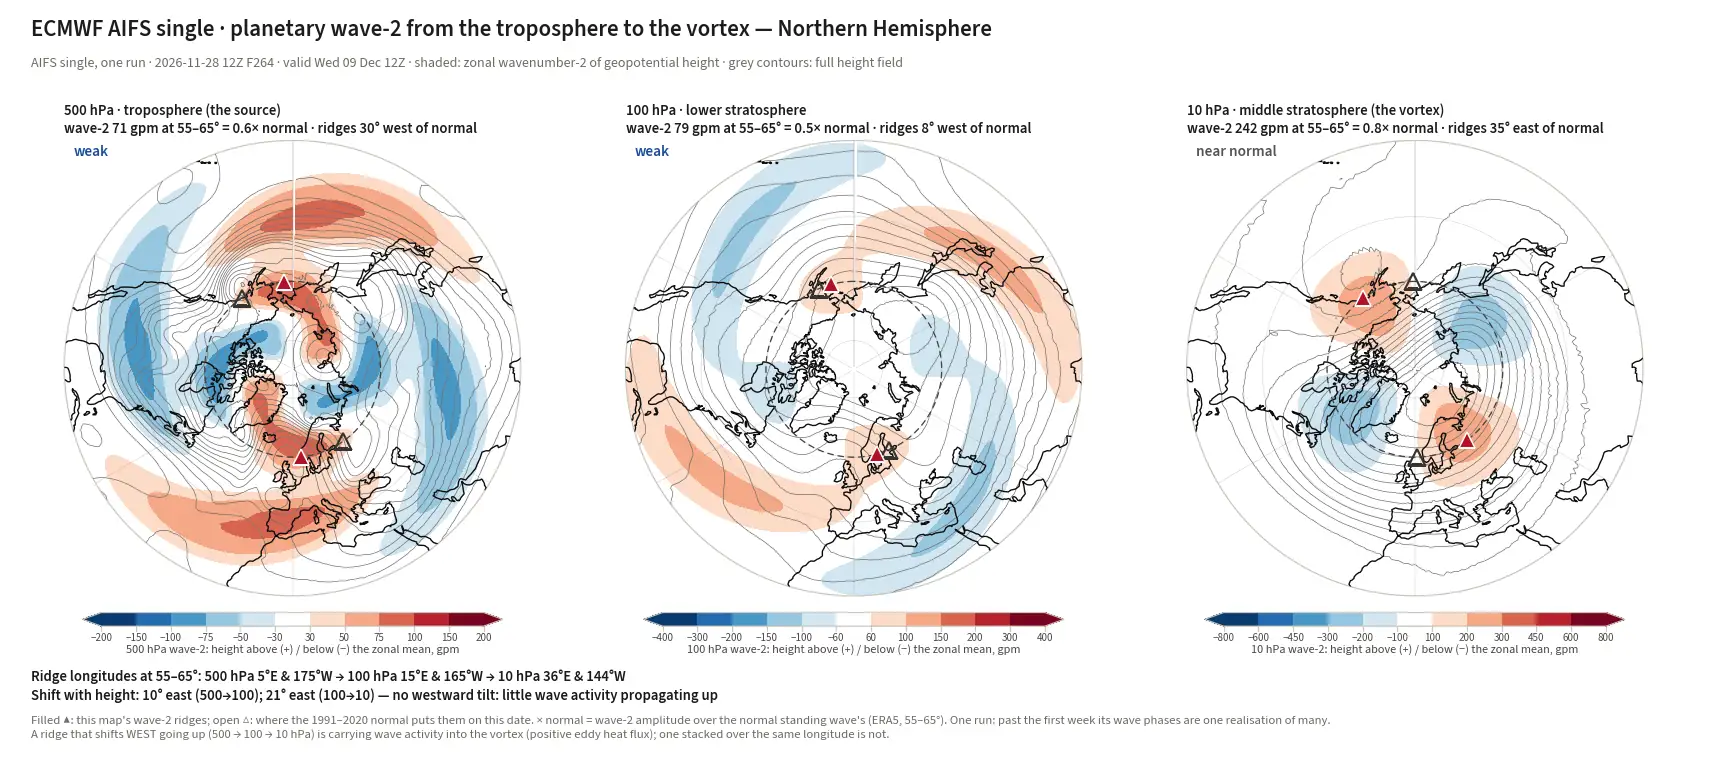 ECMWF AIFS single · planetary wave-2 from the troposphere to the vortex — Northern Hemisphere
AIFS single, one run · 2026-11-28 12Z F264 · valid Wed 09 Dec 12Z · shaded: zonal wavenumber-2 of geopotential height · grey contours: full height field
500 hPa · troposphere (the source)
wave-2 71 gpm at 55–65° = 0.6× normal · ridges 30° west of normal
weak
100 hPa · lower stratosphere
wave-2 79 gpm at 55–65° = 0.5× normal · ridges 8° west of normal
weak
10 hPa · middle stratosphere (the vortex)
wave-2 242 gpm at 55–65° = 0.8× normal · ridges 35° east of normal
near normal
−200 −150 −100 −75 −50 −30 30 50 75 100 150 200
500 hPa wave-2: height above (+) / below (−) the zonal mean, gpm
−400 −300 −200 −150 −100 −60 60 100 150 200 300 400
100 hPa wave-2: height above (+) / below (−) the zonal mean, gpm
−800 −600 −450 −300 −200 −100 100 200 300 450 600 800
10 hPa wave-2: height above (+) / below (−) the zonal mean, gpm
Ridge longitudes at 55–65°: 500 hPa 5°E & 175°W → 100 hPa 15°E & 165°W → 10 hPa 36°E & 144°W
Shift with height: 10° east (500→100); 21° east (100→10) — no westward tilt: little wave activity propagating up
Filled ▲: this map's wave-2 ridges; open △: where the 1991–2020 normal puts them on this date. × normal = wave-2 amplitude over the normal standing wave's (ERA5, 55–65°). One run: past the first week its wave phases are one realisation of many.
A ridge that shifts WEST going up (500 → 100 → 10 hPa) is carrying wave activity into the vortex (positive eddy heat flux); one stacked over the same longitude is not.